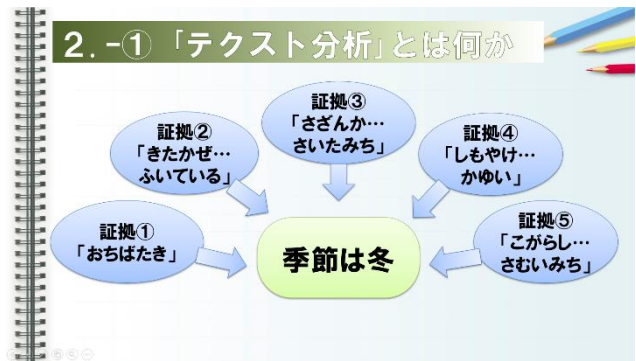 2.-①「テクスト分析」とは何か
証拠①
「おちばたき」
証拠②
「きたかぜ…
ふいている」
証拠③
「さざんか…
さいたみち」
証拠④
「しもやけ…
かゆい」
証拠⑤
「こがらし…
さむいみち」
季節は冬